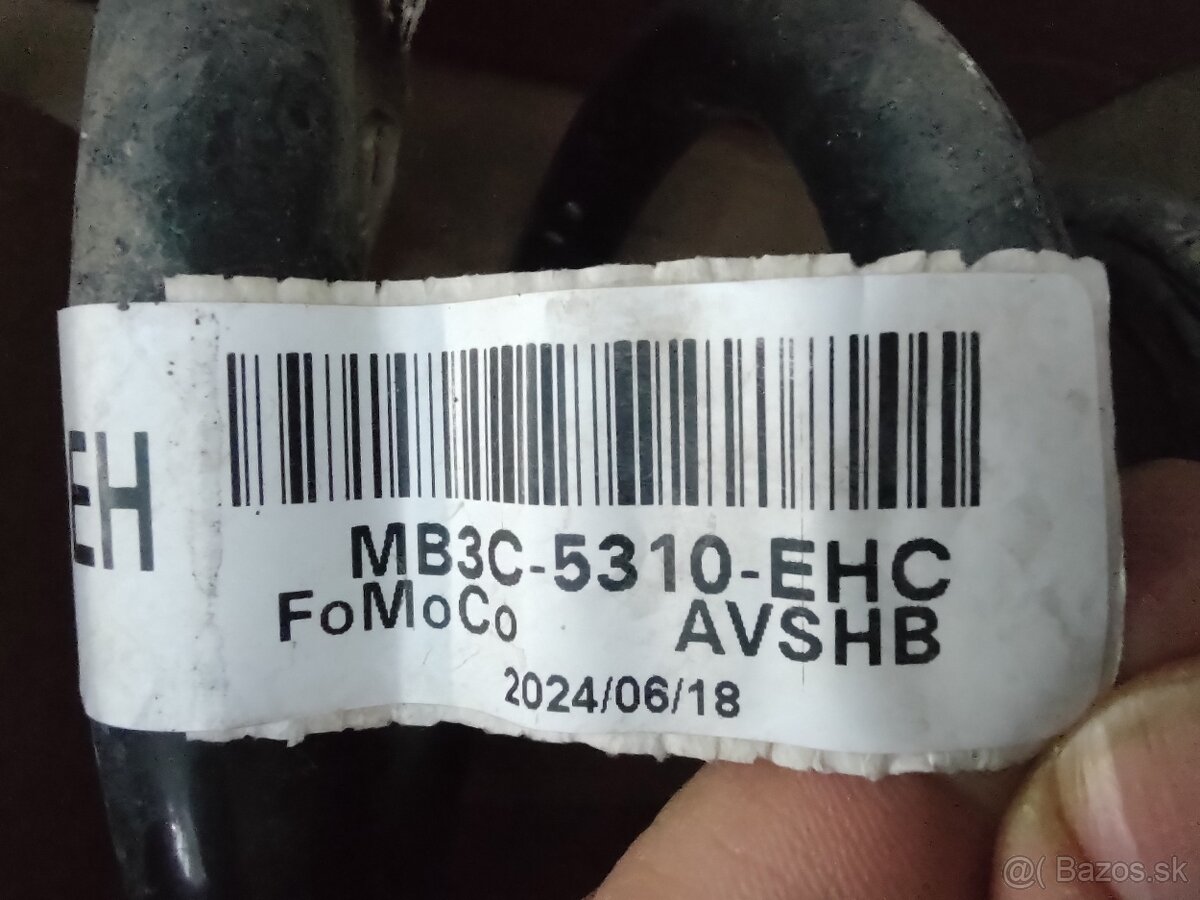 EH
MB3C-5310-EHC
FoMoCo AVSHB
2024/06/18
@( Bazos.sk